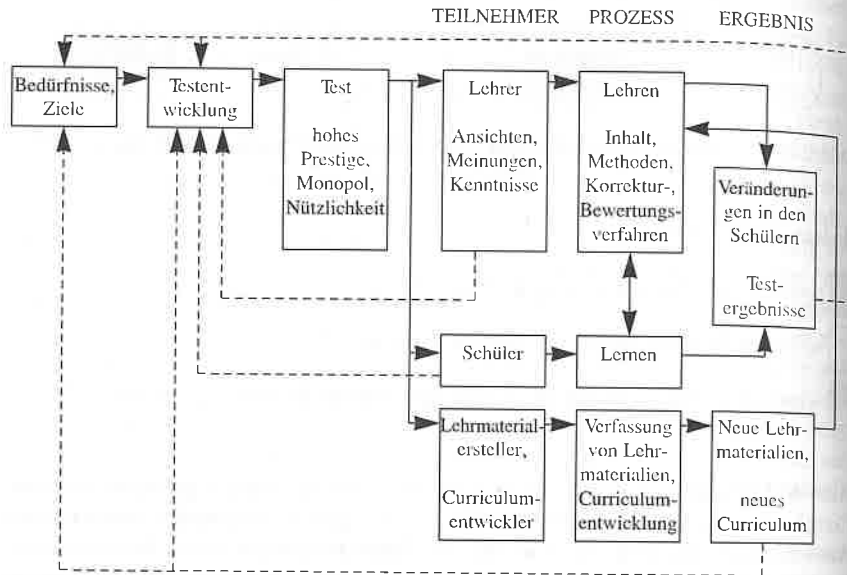 TEILNEHMER PROZESS ERGEBNIS
Bedürfnisse,
Ziele
Testent-
wicklung
Test
hohes
Prestige,
Monopol,
Nützlichkeit
Lehrer
Ansichten,
Meinungen,
Kenntnisse
Lehren
Inhalt,
Methoden,
Korrektur-,
Bewertungs-
verfahren
Veränderun-
gen in den
Schülern
Test-
ergebnisse
Schüler
Lernen
Lehrmaterial-
ersteller,
Curriculum-
entwickler
Verfassung
von Lehr-
materialien,
Curriculum-
entwicklung
Neue Lehr-
materialien,
neues
Curriculum